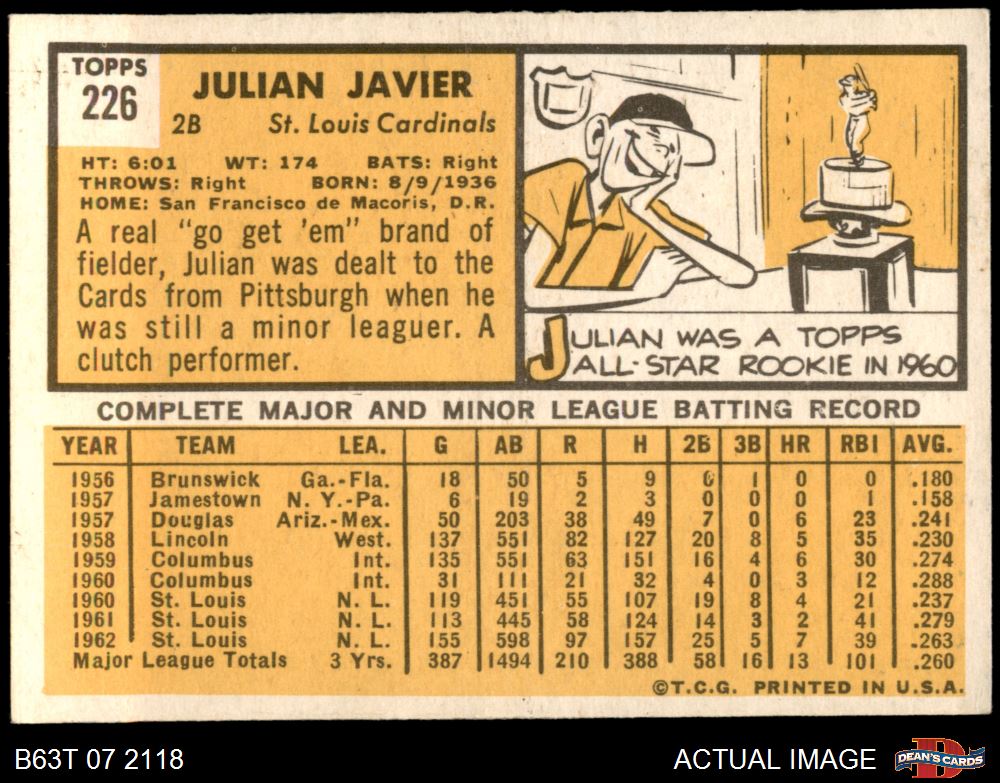 TOPPS
226
JULIAN JAVIER
2B St. Louis Cardinals
HT: 6:01 WT: 174 BATS: Right
THROWS: Right BORN: 8/9/1936
HOME: San Francisco de Macoris, D.R.
A real "go get 'em" brand of
fielder, Julian was dealt to the
Cards from Pittsburgh when he
was still a minor leaguer. A
clutch performer.
JULIAN WAS A TOPPS
ALL-STAR ROOKIE IN 1960
COMPLETE MAJOR AND MINOR LEAGUE BATTING RECORD
YEAR TEAM LEA. G AB R H 2B 3B HR RBI AVG.
1956 Brunswick Ga.-Fla. 18 50 5 9 0 1 0 0 .180
1957 Jamestown N. Y.-Pa. 6 19 2 3 0 0 0 1 .158
1957 Douglas Ariz.-Mex. 50 203 38 49 7 0 6 23 .241
1958 Lincoln West. 137 551 82 127 20 8 5 35 .230
1959 Columbus Int. 135 551 63 151 16 4 6 30 .274
1960 Columbus Int. 31 111 21 32 4 0 3 12 .288
1960 St. Louis N. L. 119 451 55 107 19 8 4 21 .237
1961 St. Louis N. L. 113 445 58 124 14 3 2 41 .279
1962 St. Louis N. L. 155 598 97 157 25 5 7 39 .263
Major League Totals 3 Yrs. 387 1494 210 388 58 16 13 101 .260
©T.C.G. PRINTED IN U.S.A.
B63T 07 2118 ACTUAL IMAGE DEAN'S CARDS